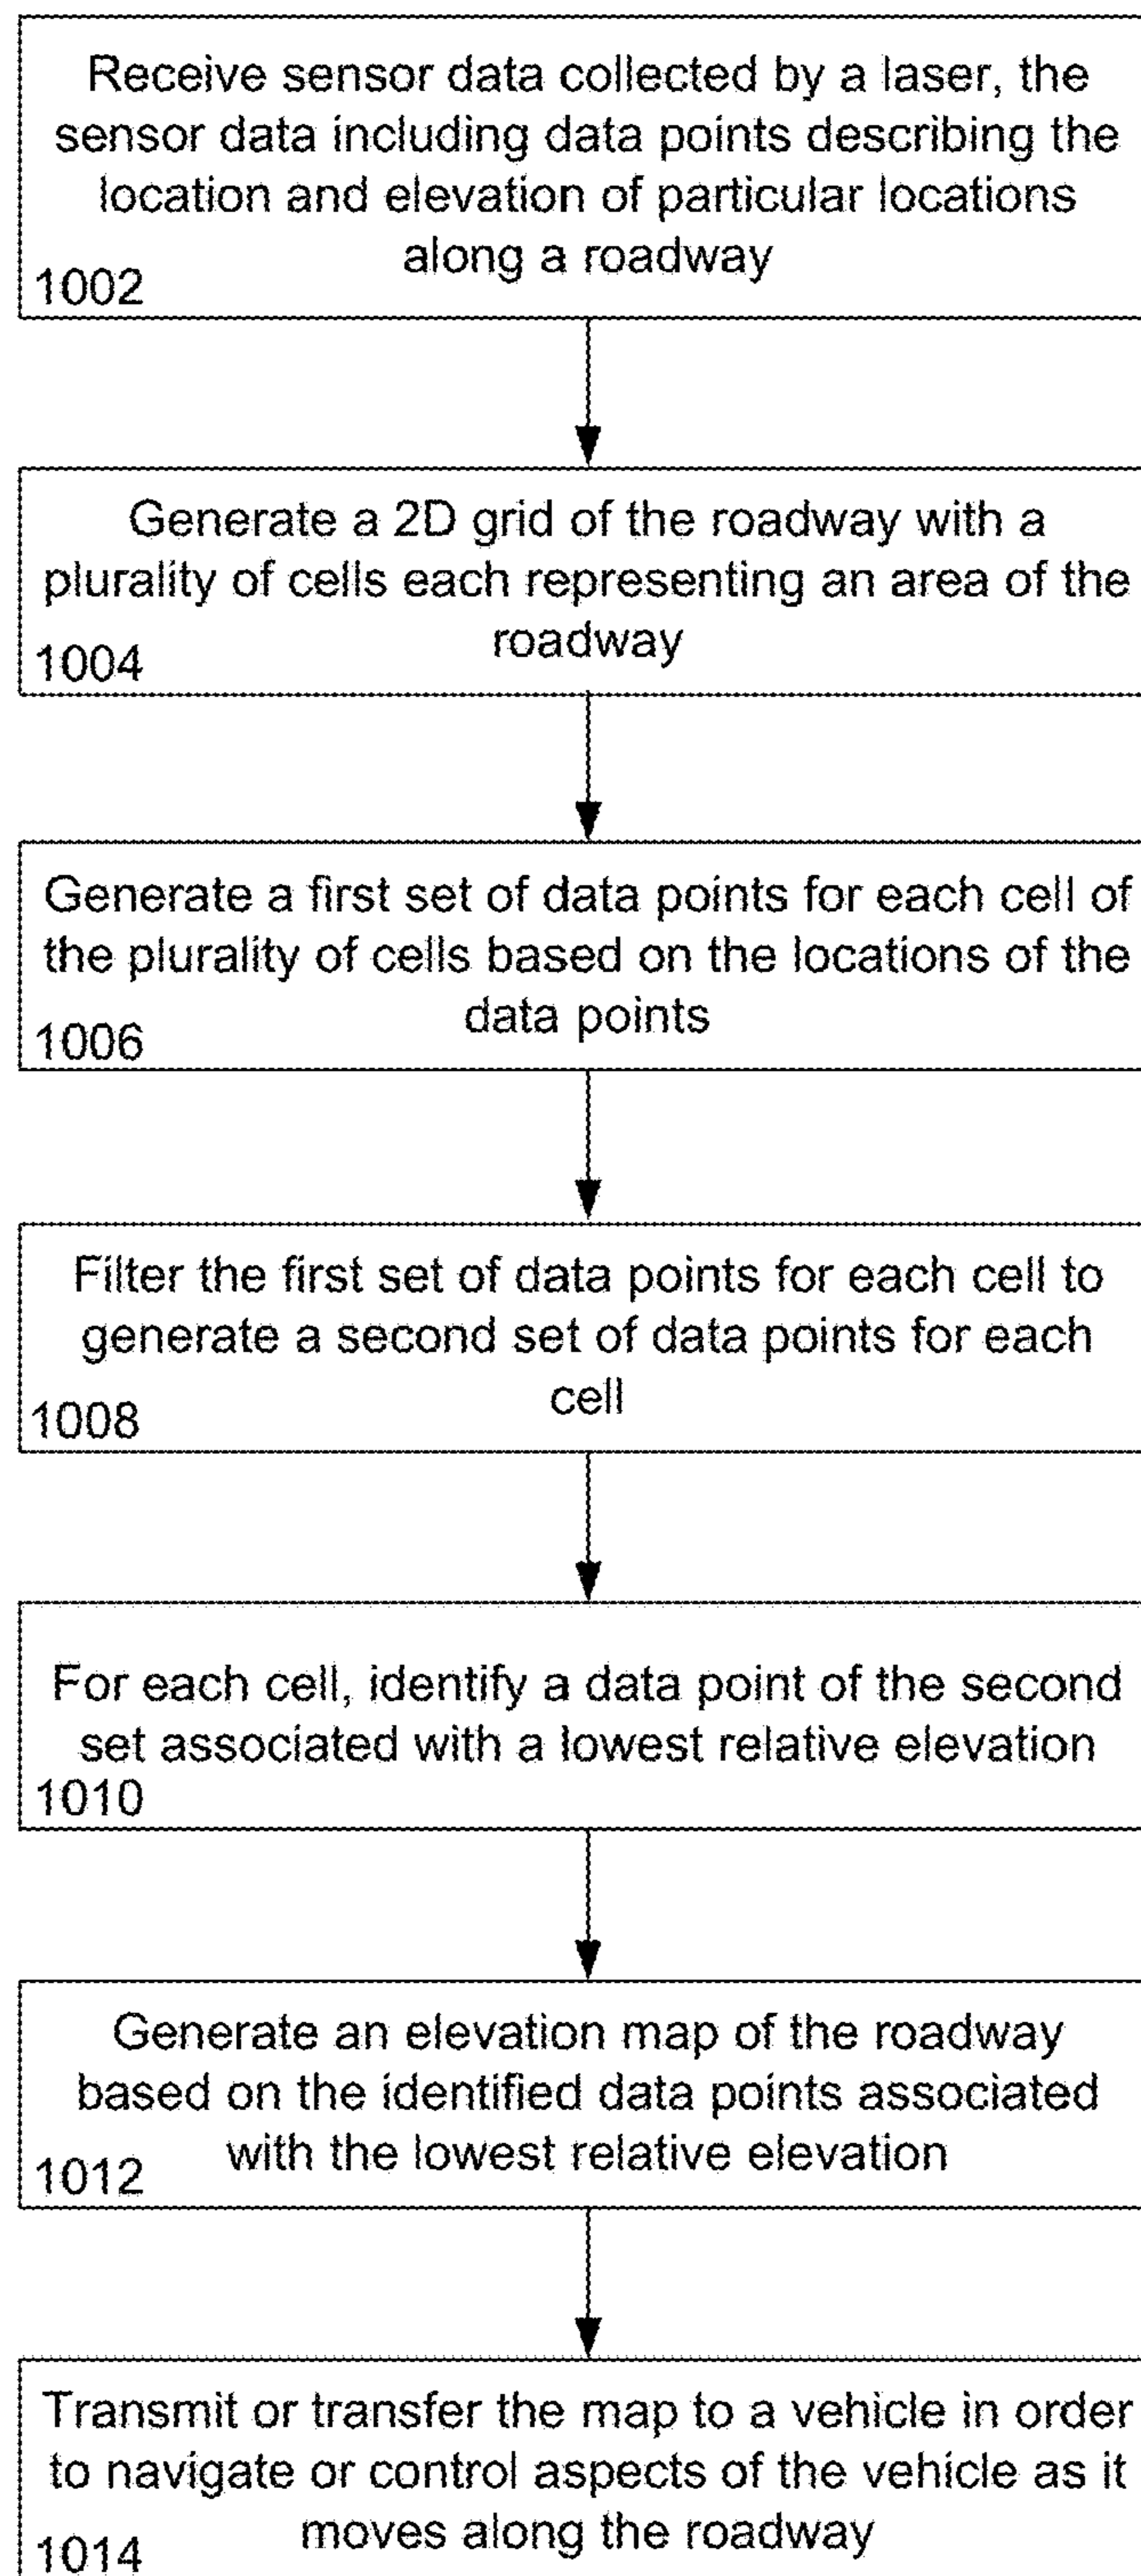 Receive sensor data collected by a laser, the
sensor data including data points describing the
location and elevation of particular locations
along a roadway
1002
Generate a 2D grid of the roadway with a
plurality of cells each representing an area of the
roadway
1004
Generate a first set of data points for each cell of
the plurality of cells based on the locations of the
data points
1006
Filter the first set of data points for each cell to
generate a second set of data points for each
cell
1008
For each cell, identify a data point of the second
set associated with a lowest relative elevation
1010
Generate an elevation map of the roadway
based on the identified data points associated
with the lowest relative elevation
1012
Transmit or transfer the map to a vehicle in order
to navigate or control aspects of the vehicle as it
moves along the roadway
1014